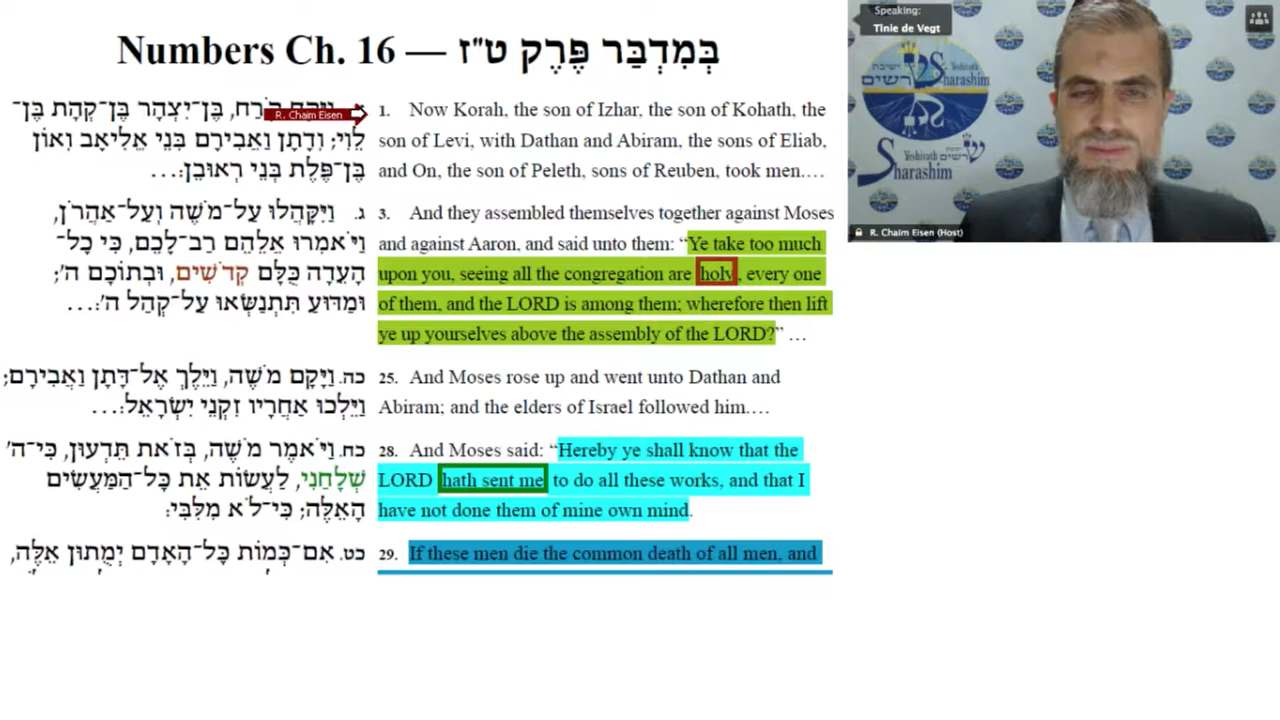 Numbers Ch. 16 — בְּמִדְבַּר פֶּרֶק ט"ז
קֹרַח, בֶּן־יִצְהָר בֶּן־קְהָת בֶּן־
לֵוִי; וְדָתָן וַאֲבִירָם בְּנֵי אֱלִיאָב וְאוֹן
בֶּן־פֶּלֶת בְּנֵי רְאוּבֵן:...
ג. וַיִּקָּהֲלוּ עַל־מֹשֶׁה וְעַל־אַהֲרֹן,
וַיֹּאמְרוּ אֲלֵהֶם רַב־לָכֶם, כִּי כָל־
הָעֵדָה כֻּלָּם קְדֹשִׁים, וּבְתוֹכָם ה';
וּמַדּוּעַ תִּתְנַשְּׂאוּ עַל־קְהַל ה':...
כה. וַיָּקָם מֹשֶׁה, וַיֵּלֶךְ אֶל־דָּתָן וַאֲבִירָם;
וַיֵּלְכוּ אַחֲרָיו זִקְנֵי יִשְׂרָאֵל:...
כח. וַיֹּאמֶר מֹשֶׁה, בְּזֹאת תֵּדְעוּן, כִּי־ה'
שְׁלָחַנִי, לַעֲשׂוֹת אֵת כָּל־הַמַּעֲשִׂים
הָאֵלֶּה; כִּי־לֹא מִלִּבִּי:
כט. אִם־כְּמוֹת כָּל־הָאָדָם יְמֻתוּן אֵלֶּה,
R. Chaim Eisen
1. Now Korah, the son of Izhar, the son of Kohath, the
son of Levi, with Dathan and Abiram, the sons of Eliab,
and On, the son of Peleth, sons of Reuben, took men....
3. And they assembled themselves together against Moses
and against Aaron, and said unto them: “Ye take too much
upon you, seeing all the congregation are holy, every one
of them, and the LORD is among them; wherefore then lift
ye up yourselves above the assembly of the LORD?” ...
25. And Moses rose up and went unto Dathan and
Abiram; and the elders of Israel followed him....
28. And Moses said: “Hereby ye shall know that the
LORD hath sent me to do all these works, and that I
have not done them of mine own mind.
29. If these men die the common death of all men, and
Speaking:
Tinie de Vegt
ישיבת
שרשים
Sharashim
Yeshivath שרשים
Sharashim
R. Chaim Eisen (Host)